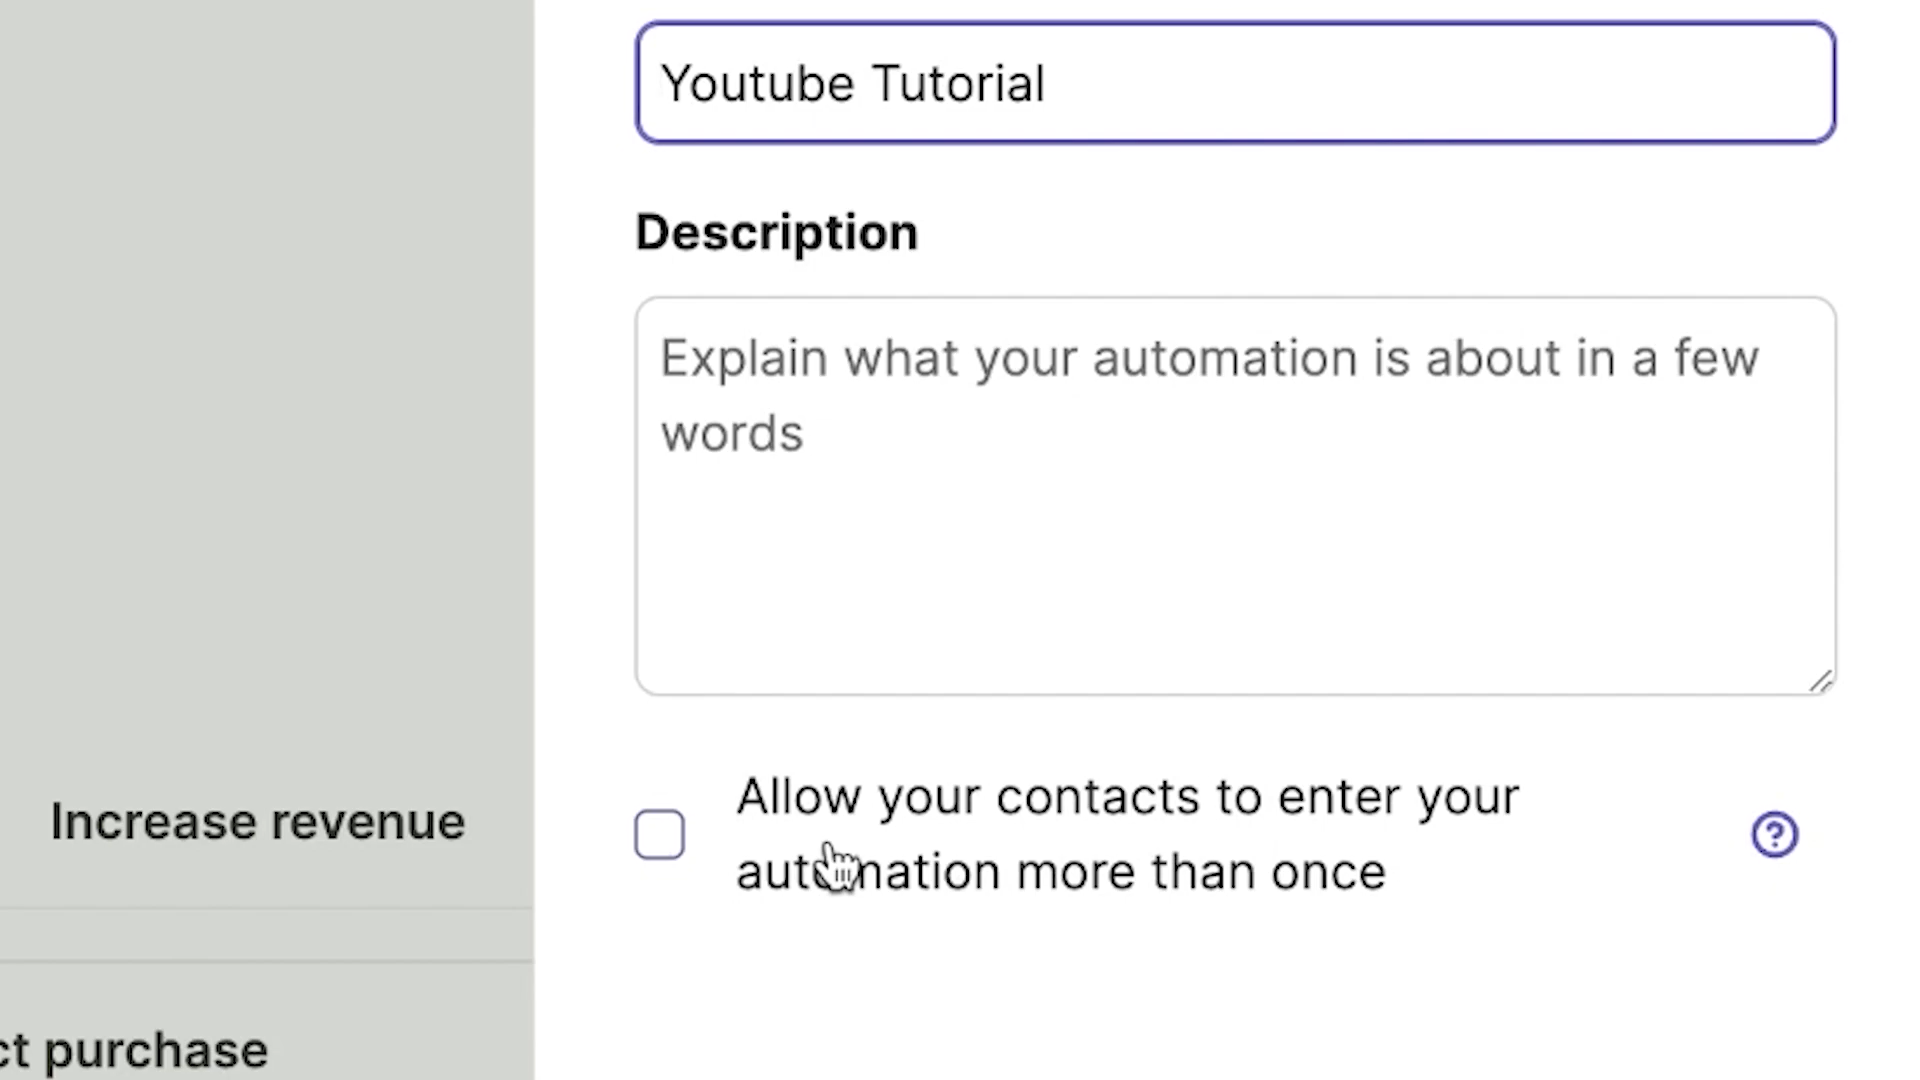 Youtube Tutorial
Description
Explain what your automation is about in a few
words
Allow your contacts to enter your
automation more than once
Increase revenue
ct purchase